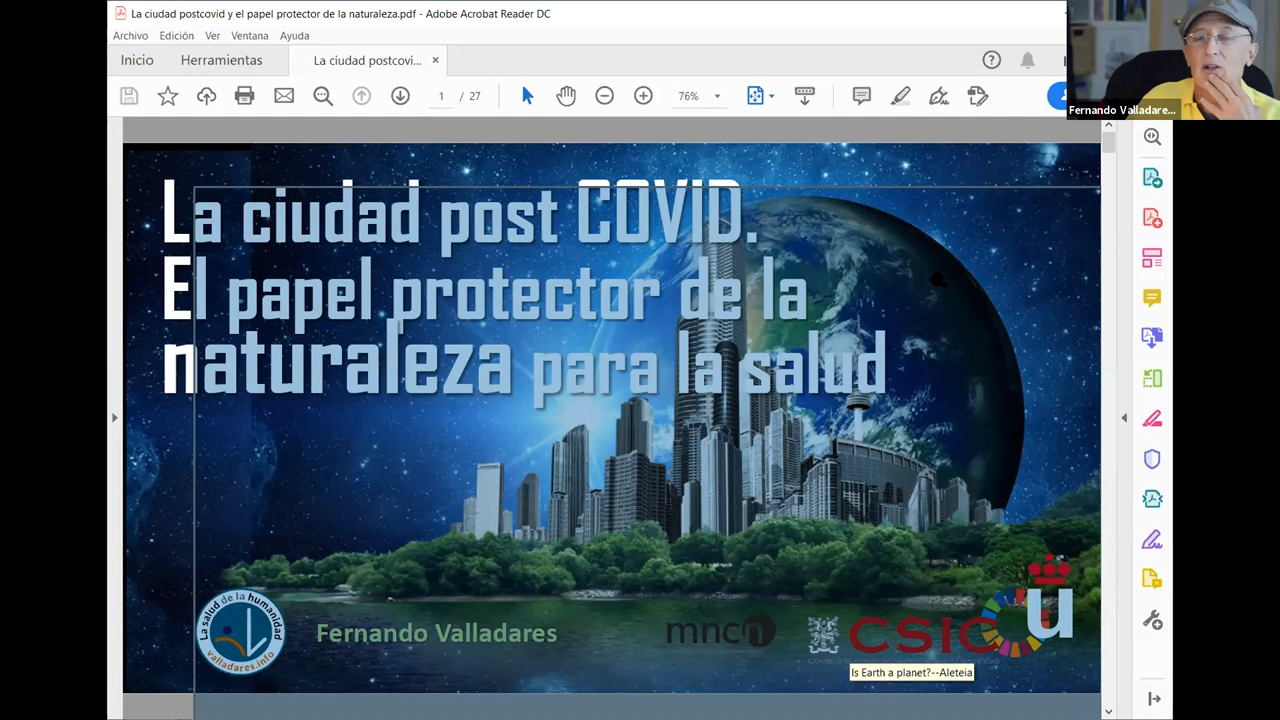 La ciudad postcovid y el papel protector de la naturaleza.pdf - Adobe Acrobat Reader DC
Archivo Edición Ver Ventana Ayuda
Inicio Herramientas La ciudad postcovi... ×
1 / 27 76%
Fernando Valladare...
La ciudad post COVID.
El papel protector de la
naturaleza para la salud
La salud de la humanidad
valladares.info
Fernando Valladares
mncn
CSIC
U
Is Earth a planet?--Aleteia